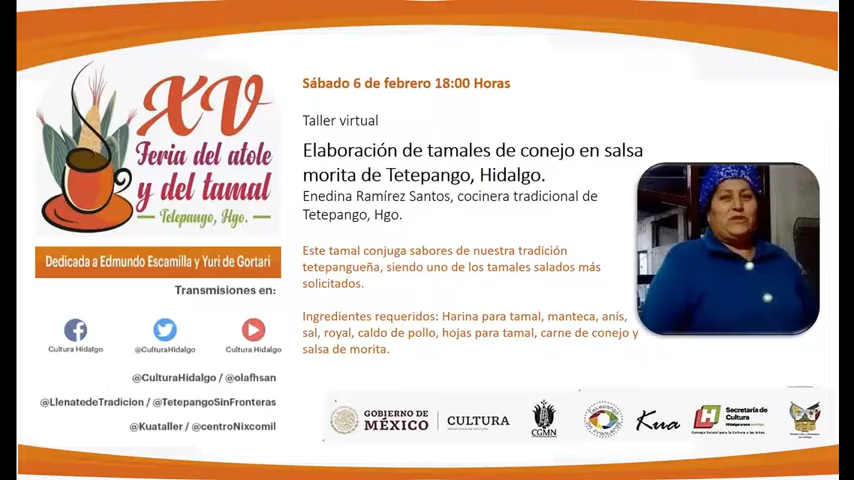 XV
Feria del atole
y del tamal
Tetepango, Hgo.
Dedicada a Edmundo Escamilla y Yuri de Gortari
Transmisiones en:
Cultura Hidalgo
@CulturaHidalgo
Cultura Hidalgo
@CulturaHidalgo / @olafhsan
@LlenatedeTradicion / @TetepangoSinFronteras
@Kuataller / @centroNixcomil
Sábado 6 de febrero 18:00 Horas
Taller virtual
Elaboración de tamales de conejo en salsa
morita de Tetepango, Hidalgo.
Enedina Ramírez Santos, cocinera tradicional de
Tetepango, Hgo.
Este tamal conjuga sabores de nuestra tradición
tetepangueña, siendo uno de los tamales salados más
solicitados.
Ingredientes requeridos: Harina para tamal, manteca, anís,
sal, royal, caldo de pollo, hojas para tamal, carne de conejo y
salsa de morita.
GOBIERNO DE
MÉXICO
CULTURA
CGMN
Kua
Secretaría de
Cultura